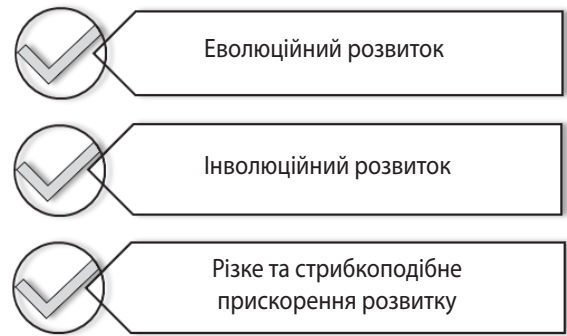 Еволюційний розвиток
Інволюційний розвиток
Різке та стрибкоподібне
прискорення розвитку